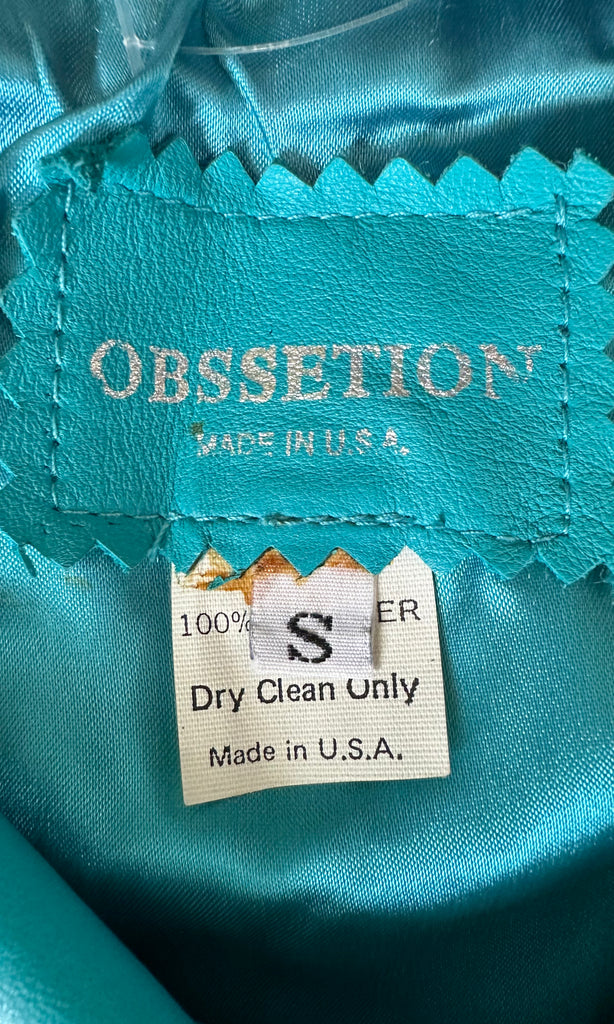 OBSSETION
MADE IN U.S.A.
100% ER
S
Dry Clean Only
Made in U.S.A.